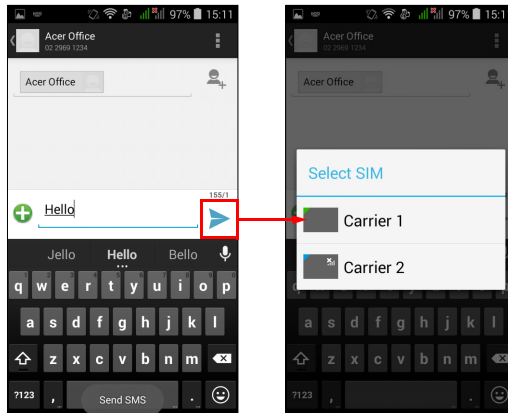 97% 15:11
Acer Office
02 2969 1234
Acer Office
155/1
Hello
Jello Hello Bello
q w e r t y u i o p
a s d f g h j k l
z x c v b n m
?123 , Send SMS .
97% 15:1
Acer Office
02 2969 1234
Acer Office
Select SIM
Carrier 1
Carrier 2
a s d f g h j k l
z x c v b n m
?123 , .